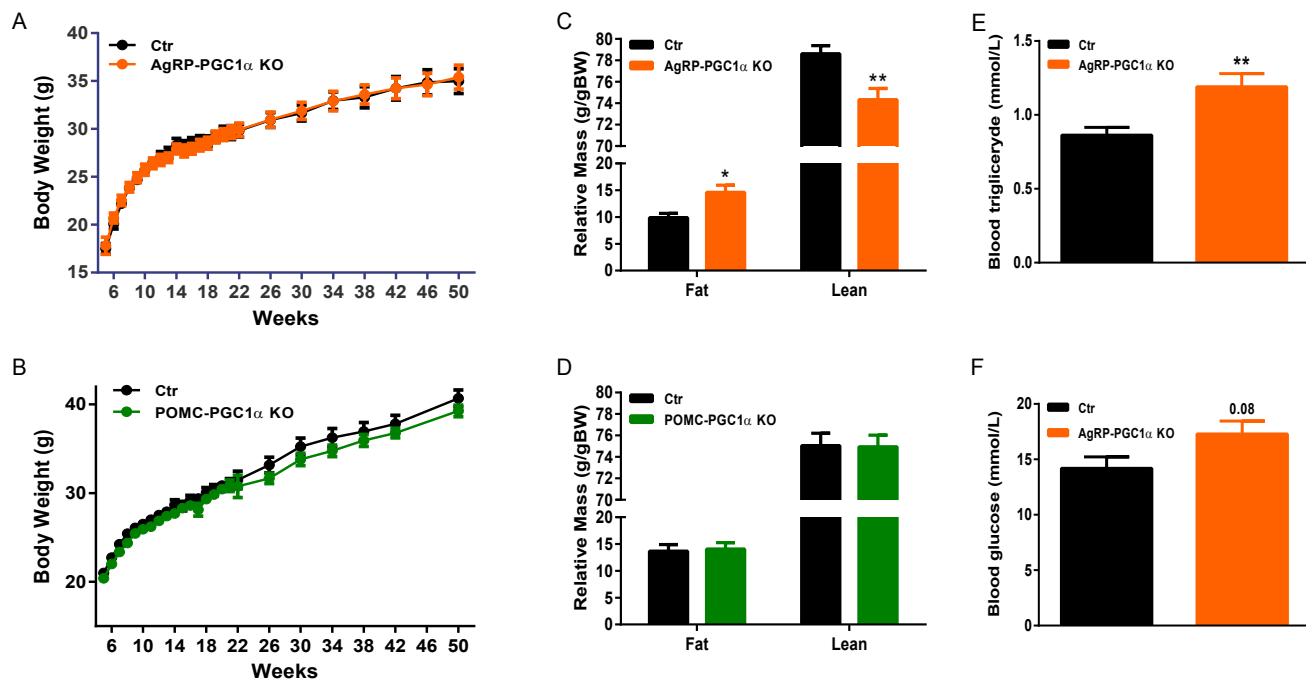 A
Ctr
AgRP-PGC1α KO
Body Weight (g)
40
35
30
25
20
15
6 10 14 18 22 26 30 34 38 42 46 50
Weeks
B
Ctr
POMC-PGC1α KO
Body Weight (g)
40
30
20
6 10 14 18 22 26 30 34 38 42 46 50
Weeks
C
Ctr
AgRP-PGC1α KO
Relative Mass (g/gBW)
80
78
76
74
72
70
20
15
10
5
0
*
**
Fat Lean
D
Ctr
POMC-PGC1α KO
Relative Mass (g/gBW)
80
78
76
74
72
70
20
15
10
5
0
Fat Lean
E
Ctr
AgRP-PGC1α KO
Blood trigliceryde (mmol/L)
1.5
1.0
0.5
0.0
**
F
Ctr
AgRP-PGC1α KO
Blood glucose (mmol/L)
20
15
10
5
0
0.08